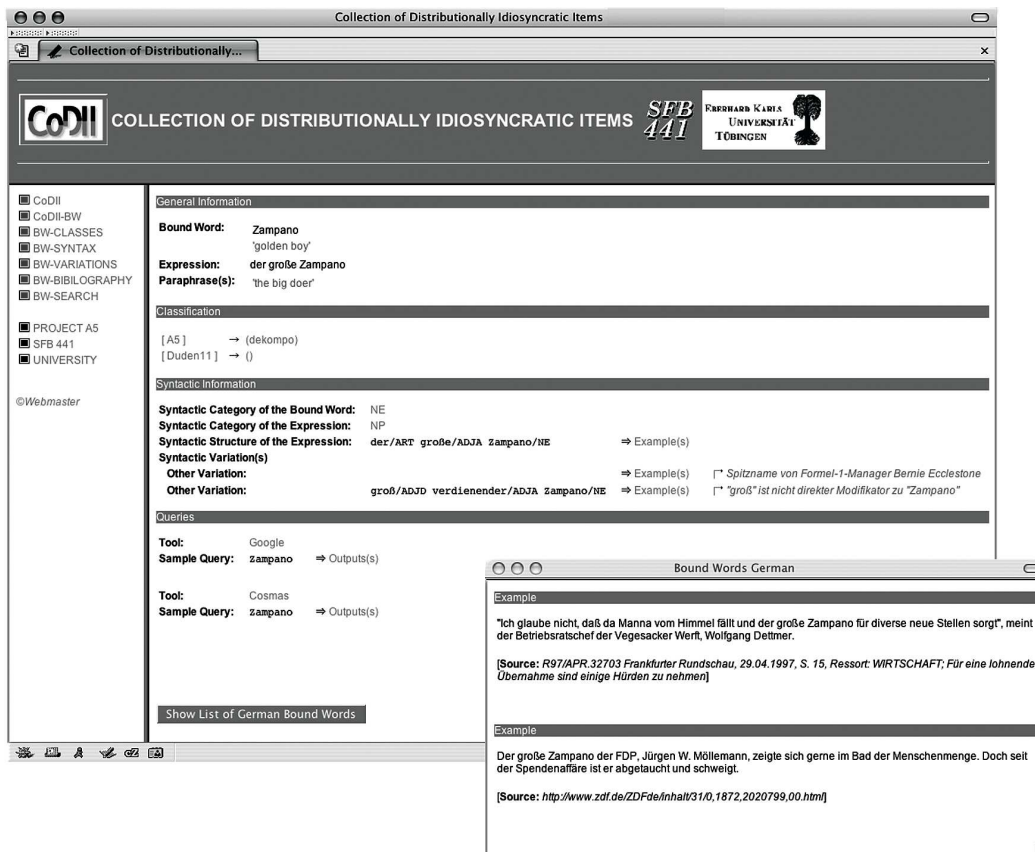 Collection of Distributionally Idiosyncratic Items
Collection of Distributionally...
CoDII COLLECTION OF DISTRIBUTIONALLY IDIOSYNCRATIC ITEMS
SFB
441
EBERHARD KARLS
UNIVERSITÄT
TÜBINGEN
CoDII
CoDII-BW
BW-CLASSES
BW-SYNTAX
BW-VARIATIONS
BW-BIBILOGRAPHY
BW-SEARCH
PROJECT A5
SFB 441
UNIVERSITY
©Webmaster
General Information
Bound Word: Zampano
'golden boy'
Expression: der große Zampano
Paraphrase(s): 'the big doer'
Classification
[ A5 ] → (dekompo)
[ Duden11 ] → ()
Syntactic Information
Syntactic Category of the Bound Word: NE
Syntactic Category of the Expression: NP
Syntactic Structure of the Expression: der/ART große/ADJA Zampano/NE ⇒ Example(s)
Syntactic Variation(s)
Other Variation: ⇒ Example(s) Spitzname von Formel-1-Manager Bernie Ecclestone
Other Variation: groß/ADJD verdienender/ADJA Zampano/NE ⇒ Example(s) "groß" ist nicht direkter Modifikator zu "Zampano"
Queries
Tool: Google
Sample Query: Zampano ⇒ Outputs(s)
Tool: Cosmas
Sample Query: Zampano ⇒ Outputs(s)
Show List of German Bound Words
Bound Words German
Example
"Ich glaube nicht, daß da Manna vom Himmel fällt und der große Zampano für diverse neue Stellen sorgt", meint
der Betriebsratschef der Vegesacker Werft, Wolfgang Dettmer.
[Source: R97/APR.32703 Frankfurter Rundschau, 29.04.1997, S. 15, Ressort: WIRTSCHAFT; Für eine lohnende
Übernahme sind einige Hürden zu nehmen]
Example
Der große Zampano der FDP, Jürgen W. Möllemann, zeigte sich gerne im Bad der Menschenmenge. Doch seit
der Spendenaffäre ist er abgetaucht und schweigt.
[Source: http://www.zdf.de/ZDFde/inhalt/31/0,1872,2020799,00.html]